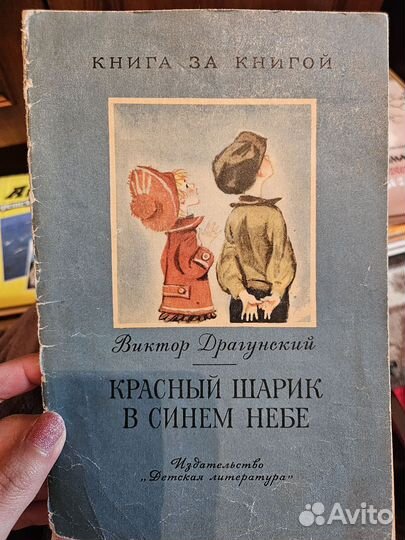 КНИГА ЗА КНИГОЙ
Виктор Драгунский
КРАСНЫЙ ШАРИК
В СИНЕМ НЕБЕ
Издательство
„Детская литература"
Avito